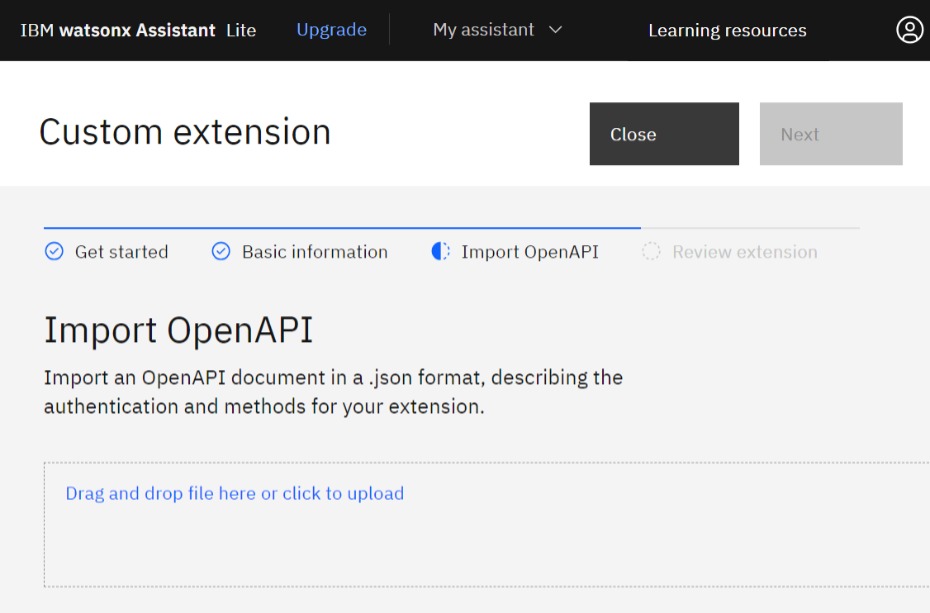 IBM watsonx Assistant Lite Upgrade My assistant Learning resources
Custom extension
Close Next
Get started Basic information Import OpenAPI Review extension
Import OpenAPI
Import an OpenAPI document in a .json format, describing the
authentication and methods for your extension.
Drag and drop file here or click to upload